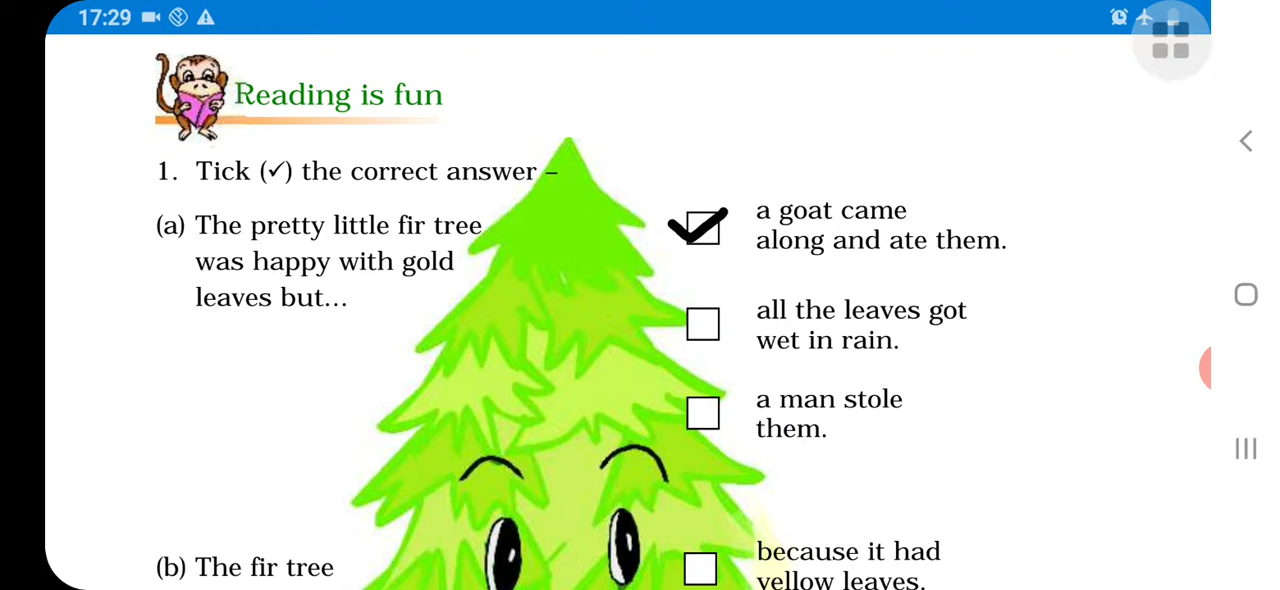 17:29
Reading is fun
1. Tick (✓) the correct answer –
(a) The pretty little fir tree
was happy with gold
leaves but...
a goat came
along and ate them.
all the leaves got
wet in rain.
a man stole
them.
(b) The fir tree
because it had
yellow leaves.